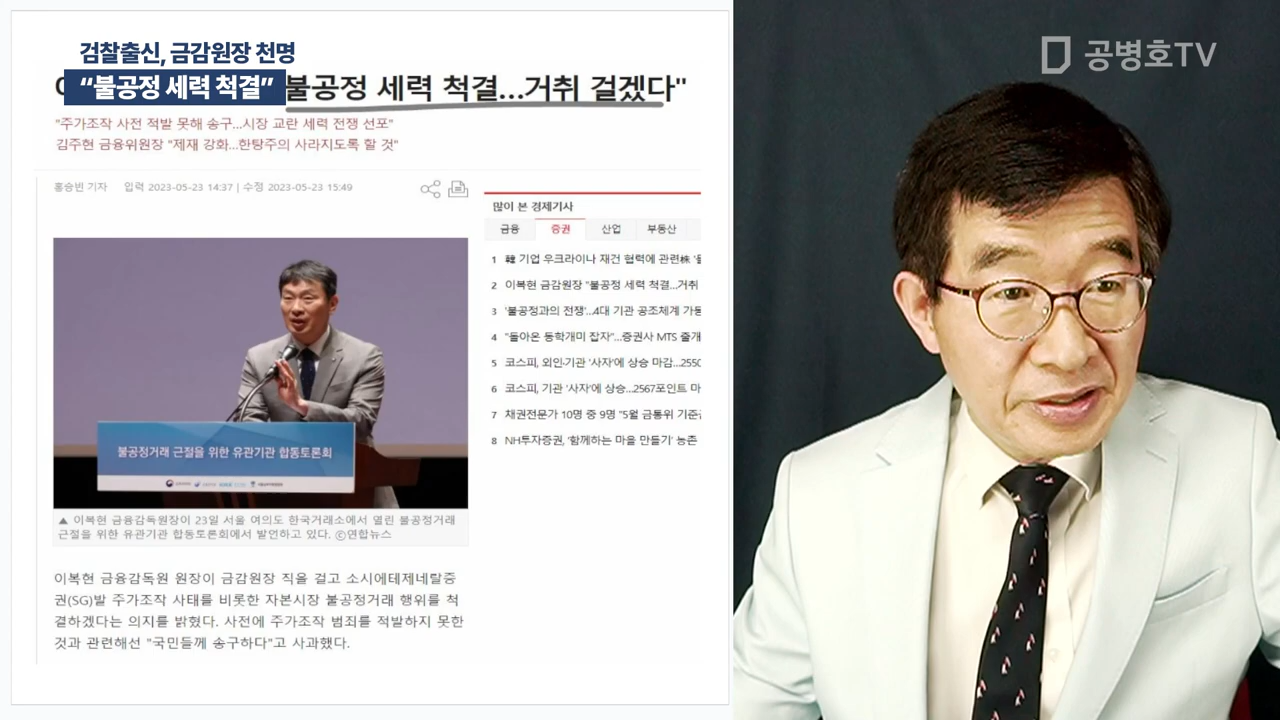 검찰출신, 금감원장 천명
“불공정 세력 척결”
불공정 세력 척결...거취 걸겠다"
"주가조작 사전 적발 못해 송구...시장 교란 세력 전쟁 선포"
김주현 금융위원장 "제재 강화...한탕주의 사라지도록 할 것"
홍승빈 기자 입력 2023-05-23 14:37 | 수정 2023-05-23 15:49
많이 본 경제기사
금융 증권 산업 부동산
1 韓 기업 우크라이나 재건 협력에 관련株
2 이복현 금감원장 "불공정 세력 척결...거취
3 '불공정과의 전쟁'...4대 기관 공조체계 가동
4 "돌아온 동학개미 잡자"...증권사 MTS 줄개
5 코스피, 외인·기관 '사자'에 상승 마감...2550
6 코스피, 기관 '사자'에 상승...2567포인트 마
7 채권전문가 10명 중 9명 "5월 금통위 기준금
8 NH투자증권, '함께하는 마을 만들기' 농촌
불공정거래 근절을 위한 유관기관 합동토론회
▲ 이복현 금융감독원장이 23일 서울 여의도 한국거래소에서 열린 불공정거래
근절을 위한 유관기관 합동토론회에서 발언하고 있다. ⓒ연합뉴스
이복현 금융감독원 원장이 금감원장 직을 걸고 소시에테제네랄증
권(SG)발 주가조작 사태를 비롯한 자본시장 불공정거래 행위를 척
결하겠다는 의지를 밝혔다. 사전에 주가조작 범죄를 적발하지 못한
것과 관련해선 "국민들께 송구하다"고 사과했다.
공병호TV